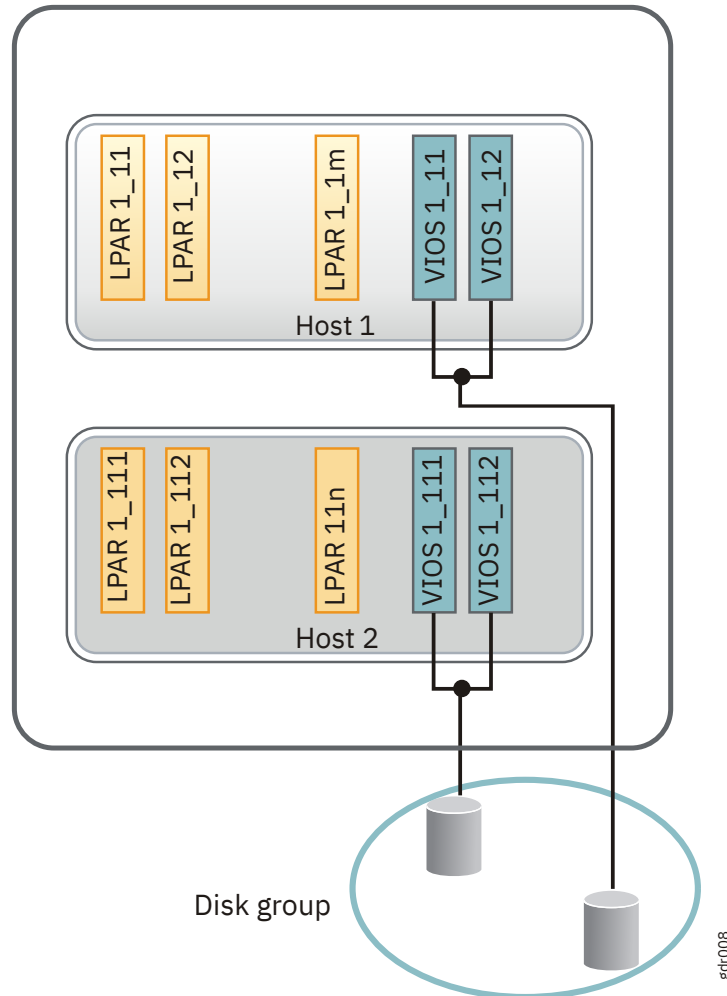 LPAR 1_11
LPAR 1_12
LPAR 1_1m
VIOS 1_11
VIOS 1_12
Host 1
LPAR 1_111
LPAR 1_112
LPAR 11n
VIOS 1_111
VIOS 1_112
Host 2
Disk group
gdr008